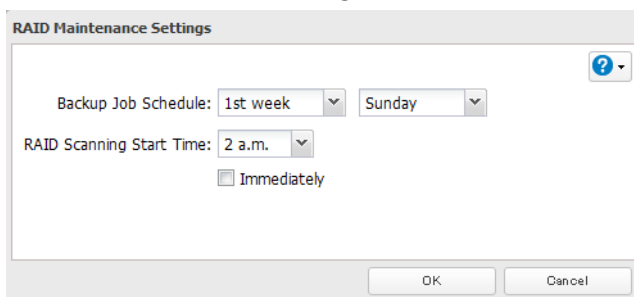 RAID Maintenance Settings
?
Backup Job Schedule: 1st week Sunday
RAID Scanning Start Time: 2 a.m.
Immediately
OK Cancel